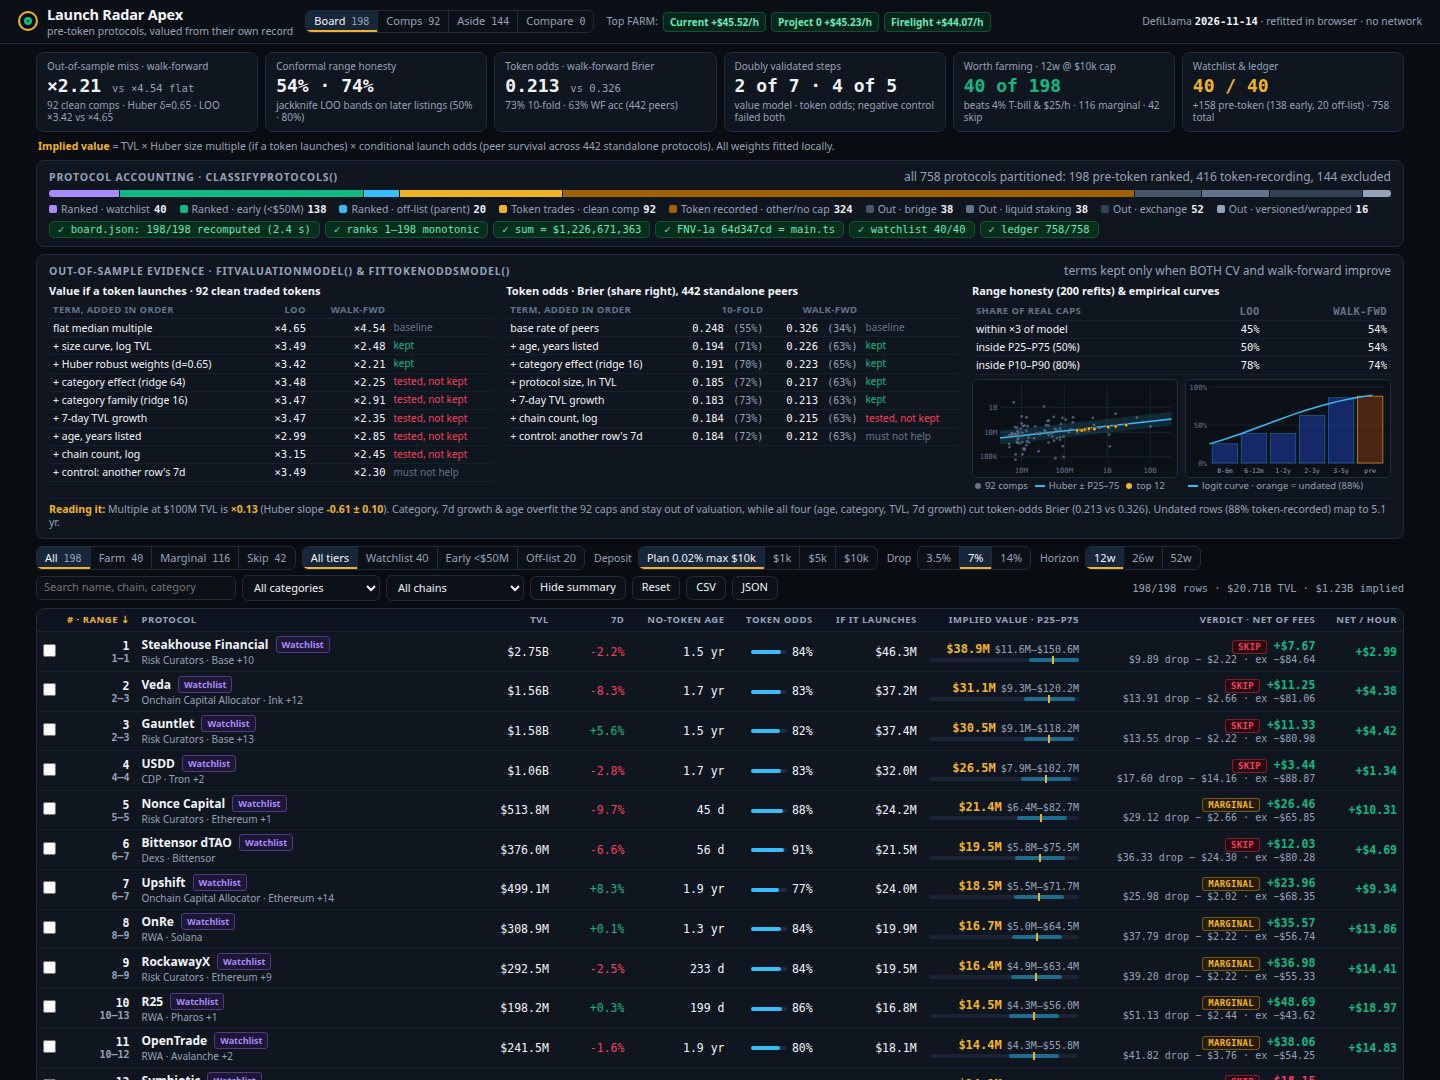 Launch Radar Apex
pre-token protocols, valued from their own record
Board 198 Comps 92 Aside 144 Compare 0
Top FARM: Current +$45.52/h Project 0 +$45.23/h Firelight +$44.07/h
DefiLlama 2026-11-14 · refitted in browser · no network
Out-of-sample miss · walk-forward
×2.21 vs ×4.54 flat
92 clean comps · Huber δ=0.65 · LOO
×3.42 vs ×4.65
Conformal range honesty
54% · 74%
jackknife LOO bands on later listings (50%
· 80%)
Token odds · walk-forward Brier
0.213 vs 0.326
73% 10-fold · 63% WF acc (442 peers)
Doubly validated steps
2 of 7 · 4 of 5
value model · token odds; negative control
failed both
Worth farming · 12w @ $10k cap
40 of 198
beats 4% T-bill & $25/h · 116 marginal · 42
skip
Watchlist & ledger
40 / 40
+158 pre-token (138 early, 20 off-list) · 758
total
Implied value = TVL × Huber size multiple (if a token launches) × conditional launch odds (peer survival across 442 standalone protocols). All weights fitted locally.
PROTOCOL ACCOUNTING · CLASSIFYPROTOCOLS()
all 758 protocols partitioned: 198 pre-token ranked, 416 token-recording, 144 excluded
Ranked · watchlist 40 Ranked · early (<$50M) 138 Ranked · off-list (parent) 20 Token trades · clean comp 92 Token recorded · other/no cap 324 Out · bridge 38 Out · liquid staking 38 Out · exchange 52 Out · versioned/wrapped 16
✓ board.json: 198/198 recomputed (2.4 s) ✓ ranks 1–198 monotonic ✓ sum = $1,226,671,363 ✓ FNV-1a 64d347cd = main.ts ✓ watchlist 40/40 ✓ ledger 758/758
OUT-OF-SAMPLE EVIDENCE · FITVALUATIONMODEL() & FITTOKENODDSMODEL()
terms kept only when BOTH CV and walk-forward improve
Value if a token launches · 92 clean traded tokens
TERM, ADDED IN ORDER LOO WALK-FWD
flat median multiple ×4.65 ×4.54 baseline
+ size curve, log TVL ×3.49 ×2.48 kept
+ Huber robust weights (d=0.65) ×3.42 ×2.21 kept
+ category effect (ridge 64) ×3.48 ×2.25 tested, not kept
+ category family (ridge 16) ×3.47 ×2.91 tested, not kept
+ 7-day TVL growth ×3.47 ×2.35 tested, not kept
+ age, years listed ×2.99 ×2.85 tested, not kept
+ chain count, log ×3.15 ×2.45 tested, not kept
+ control: another row's 7d ×3.49 ×2.30 must not help
Token odds · Brier (share right), 442 standalone peers
TERM, ADDED IN ORDER 10-FOLD WALK-FWD
base rate of peers 0.248 (55%) 0.326 (34%) baseline
+ age, years listed 0.194 (71%) 0.226 (63%) kept
+ category effect (ridge 16) 0.191 (70%) 0.223 (65%) kept
+ protocol size, ln TVL 0.185 (72%) 0.217 (63%) kept
+ 7-day TVL growth 0.183 (73%) 0.213 (63%) kept
+ chain count, log 0.184 (73%) 0.215 (63%) tested, not kept
+ control: another row's 7d 0.184 (72%) 0.212 (63%) must not help
Range honesty (200 refits) & empirical curves
SHARE OF REAL CAPS LOO WALK-FWD
within ×3 of model 45% 54%
inside P25–P75 (50%) 50% 54%
inside P10–P90 (80%) 78% 74%
1B
10M
100k
10M 100M 1B 10B
92 comps Huber ± P25–75 top 12
100%
50%
0%
0-6m 6-12m 1-2y 2-3y 3-5y pre
logit curve · orange = undated (88%)
Reading it: Multiple at $100M TVL is ×0.13 (Huber slope -0.61 ± 0.10). Category, 7d growth & age overfit the 92 caps and stay out of valuation, while all four (age, category, TVL, 7d growth) cut token-odds Brier (0.213 vs 0.326). Undated rows (88% token-recorded) map to 5.1
yr.
All 198 Farm 40 Marginal 116 Skip 42 All tiers Watchlist 40 Early <$50M Off-list 20 Deposit Plan 0.02% max $10k $1k $5k $10k Drop 3.5% 7% 14% Horizon 12w 26w 52w
Search name, chain, category All categories All chains Hide summary Reset CSV JSON
198/198 rows · $20.71B TVL · $1.23B implied
# · RANGE ↓ PROTOCOL TVL 7D NO-TOKEN AGE TOKEN ODDS IF IT LAUNCHES IMPLIED VALUE · P25–P75 VERDICT · NET OF FEES NET / HOUR
1 Steakhouse Financial Watchlist $2.75B -2.2% 1.5 yr 84% $46.3M $38.9M $11.6M–$150.6M SKIP +$7.67 +$2.99
1–1 Risk Curators · Base +10 $9.89 drop − $2.22 · ex −$84.64
2 Veda Watchlist $1.56B -8.3% 1.7 yr 83% $37.2M $31.1M $9.3M–$120.2M SKIP +$11.25 +$4.38
2–3 Onchain Capital Allocator · Ink +12 $13.91 drop − $2.66 · ex −$81.06
3 Gauntlet Watchlist $1.58B +5.6% 1.5 yr 82% $37.4M $30.5M $9.1M–$118.2M SKIP +$11.33 +$4.42
2–3 Risk Curators · Base +13 $13.55 drop − $2.22 · ex −$80.98
4 USDD Watchlist $1.06B -2.8% 1.7 yr 83% $32.0M $26.5M $7.9M–$102.7M SKIP +$3.44 +$1.34
4–4 CDP · Tron +2 $17.60 drop − $14.16 · ex −$88.87
5 Nonce Capital Watchlist $513.8M -9.7% 45 d 88% $24.2M $21.4M $6.4M–$82.7M MARGINAL +$26.46 +$10.31
5–5 Risk Curators · Ethereum +1 $29.12 drop − $2.66 · ex −$65.85
6 Bittensor dTAO Watchlist $376.0M -6.6% 56 d 91% $21.5M $19.5M $5.8M–$75.5M SKIP +$12.03 +$4.69
6–7 Dexs · Bittensor $36.33 drop − $24.30 · ex −$80.28
7 Upshift Watchlist $499.1M +8.3% 1.9 yr 77% $24.0M $18.5M $5.5M–$71.7M MARGINAL +$23.96 +$9.34
6–7 Onchain Capital Allocator · Ethereum +14 $25.98 drop − $2.02 · ex −$68.35
8 OnRe Watchlist $308.9M +0.1% 1.3 yr 84% $19.9M $16.7M $5.0M–$64.5M MARGINAL +$35.57 +$13.86
8–9 RWA · Solana $37.79 drop − $2.22 · ex −$56.74
9 RockawayX Watchlist $292.5M -2.5% 233 d 84% $19.5M $16.4M $4.9M–$63.4M MARGINAL +$36.98 +$14.41
8–9 Risk Curators · Ethereum +9 $39.20 drop − $2.22 · ex −$55.33
10 R25 Watchlist $198.2M +0.3% 199 d 86% $16.8M $14.5M $4.3M–$56.0M MARGINAL +$48.69 +$18.97
10–13 RWA · Pharos +1 $51.13 drop − $2.44 · ex −$43.62
11 OpenTrade Watchlist $241.5M -1.6% 1.9 yr 80% $18.1M $14.4M $4.3M–$55.8M MARGINAL +$38.06 +$14.83
10–12 RWA · Avalanche +2 $41.82 drop − $3.76 · ex −$54.25